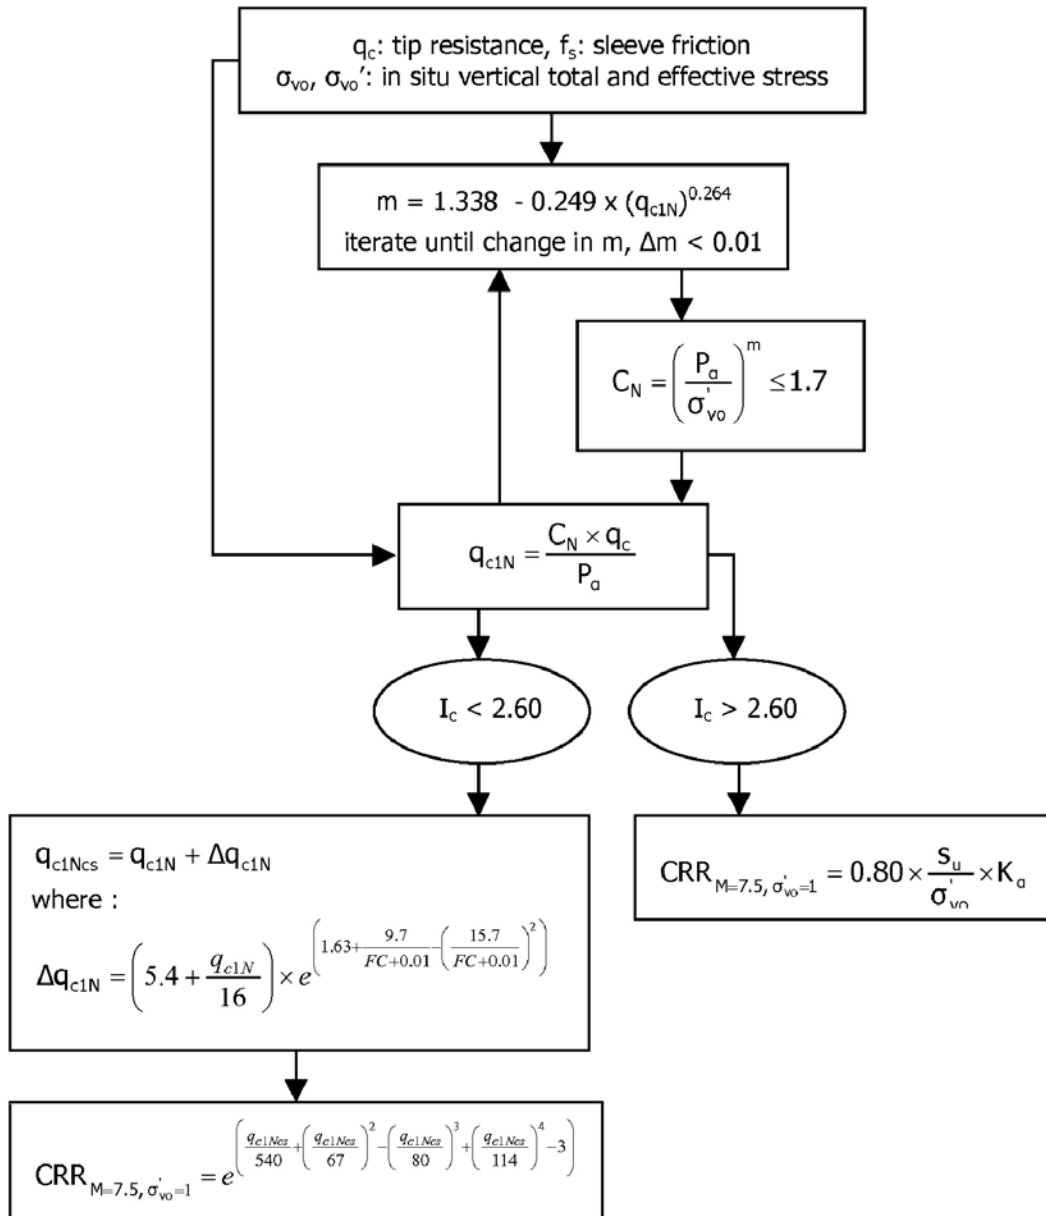 q_c: tip resistance, f_s: sleeve friction
σ_vo, σ_vo′: in situ vertical total and effective stress
m = 1.338 - 0.249 x (q_c1N)^0.264
iterate until change in m, Δm < 0.01
C_N = (P_a / σ'_vo)^m ≤ 1.7
q_c1N = (C_N × q_c) / P_a
I_c < 2.60
I_c > 2.60
q_c1Ncs = q_c1N + Δq_c1N
where :
Δq_c1N = (5.4 + q_c1N / 16) × e^(1.63 + 9.7 / (FC+0.01) - (15.7 / (FC+0.01))^2)
CRR_M=7.5, σ'_vo=1 = 0.80 × s_u / σ'_vo × K_α
CRR_M=7.5, σ'_vo=1 = e^(q_c1Ncs / 540 + (q_c1Ncs / 67)^2 - (q_c1Ncs / 80)^3 + (q_c1Ncs / 114)^4 - 3)